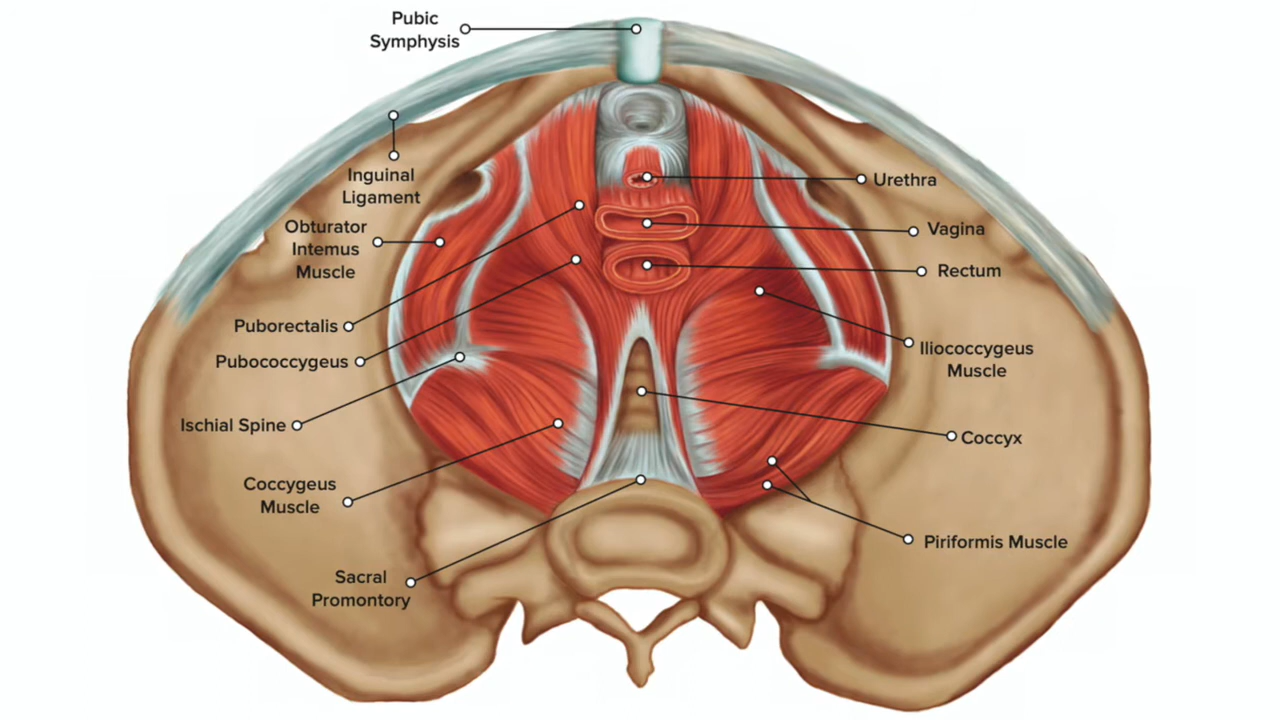 Pubic
Symphysis
Inguinal
Ligament
Obturator
Intemus
Muscle
Puborectalis
Pubococcygeus
Ischial Spine
Coccygeus
Muscle
Sacral
Promontory
Urethra
Vagina
Rectum
Iliococcygeus
Muscle
Coccyx
Piriformis Muscle